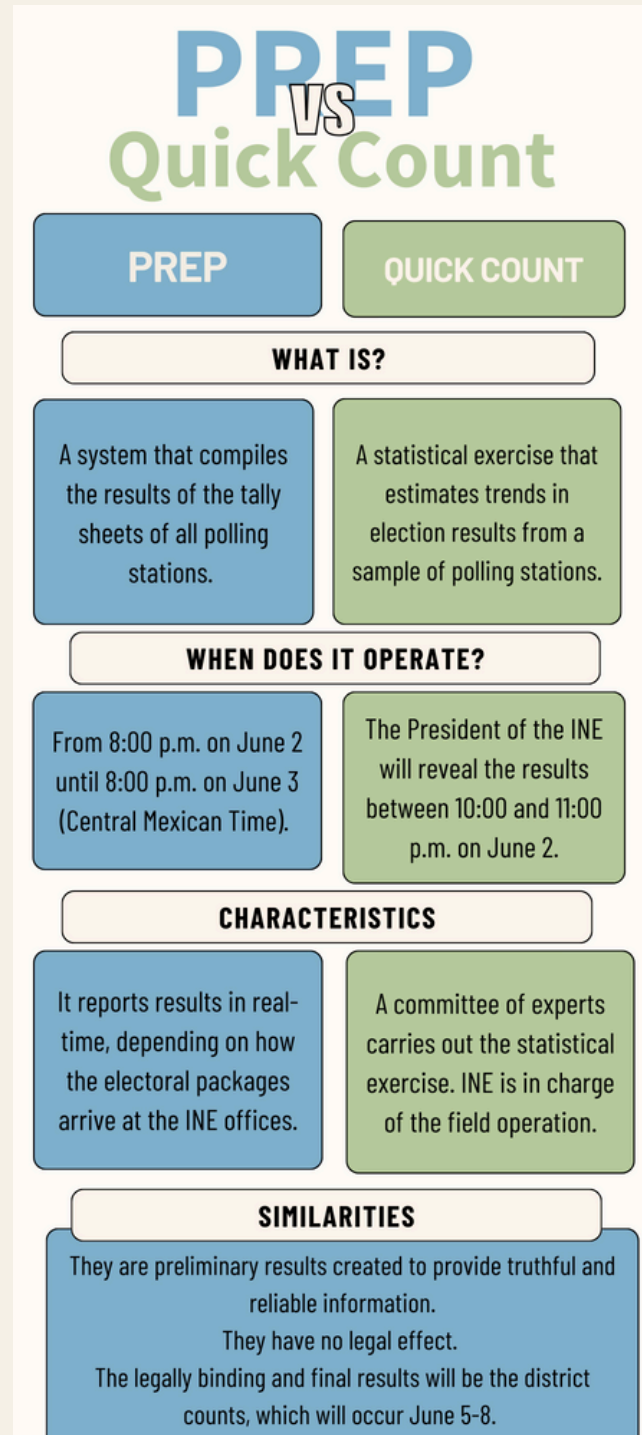 PREP
VS
Quick Count
PREP
QUICK COUNT
WHAT IS?
A system that compiles
the results of the tally
sheets of all polling
stations.
A statistical exercise that
estimates trends in
election results from a
sample of polling stations.
WHEN DOES IT OPERATE?
From 8:00 p.m. on June 2
until 8:00 p.m. on June 3
(Central Mexican Time).
The President of the INE
will reveal the results
between 10:00 and 11:00
p.m. on June 2.
CHARACTERISTICS
It reports results in real-
time, depending on how
the electoral packages
arrive at the INE offices.
A committee of experts
carries out the statistical
exercise. INE is in charge
of the field operation.
SIMILARITIES
They are preliminary results created to provide truthful and
reliable information.
They have no legal effect.
The legally binding and final results will be the district
counts, which will occur June 5-8.